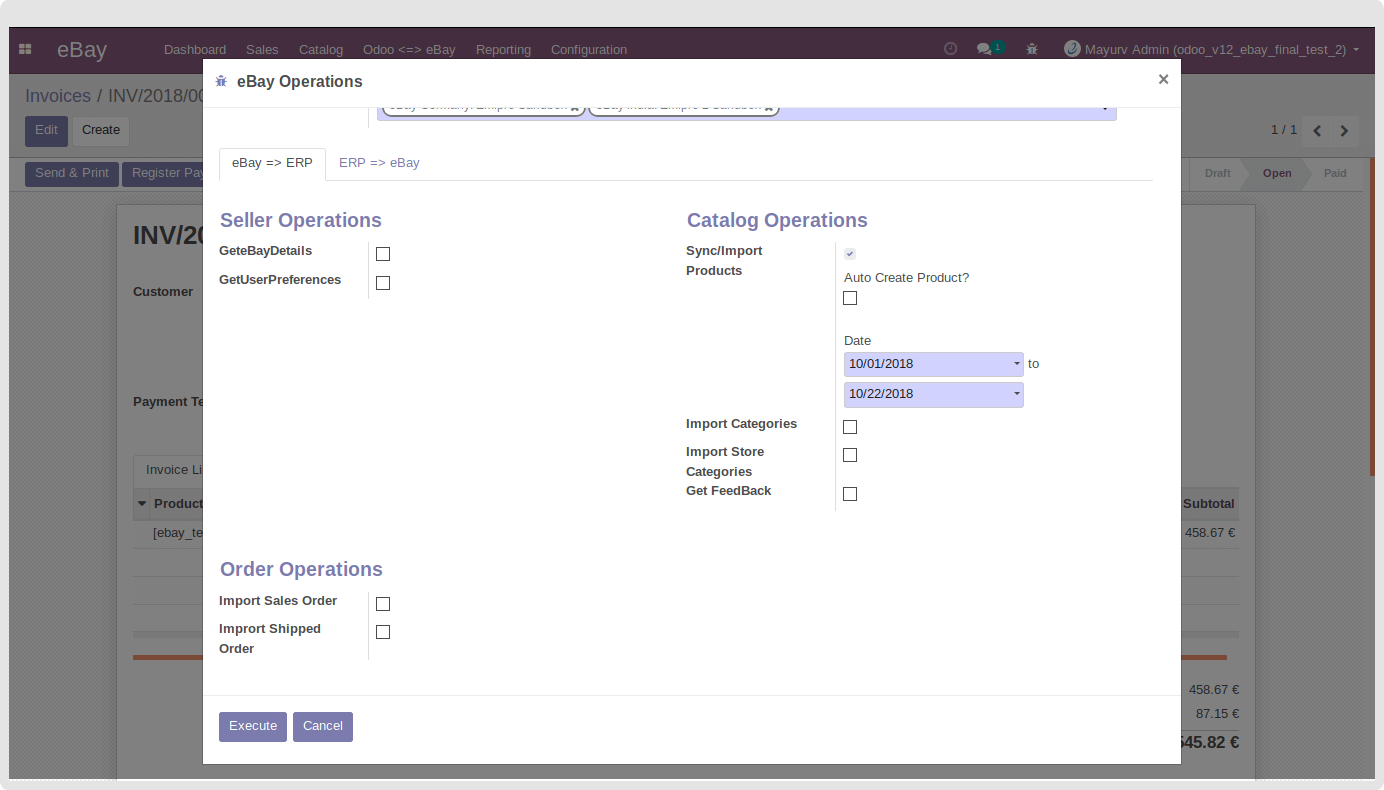 eBay Dashboard Sales Catalog Odoo <=> eBay Reporting Configuration 1 Mayurv Admin (odoo_v12_ebay_final_test_2)
eBay Operations ×
Invoices / INV/2018/00
Edit Create 1 / 1
Send & Print Register Pay Draft Open Paid
eBay => ERP ERP => eBay
INV/20
Customer
Payment Te
Invoice Li
Product Subtotal
[ebay_te 458.67 €
458.67 €
87.15 €
545.82 €
Seller Operations
GeteBayDetails
GetUserPreferences
Catalog Operations
Sync/Import
Products
Auto Create Product?
Date
10/01/2018 to
10/22/2018
Import Categories
Import Store
Categories
Get FeedBack
Order Operations
Import Sales Order
Imprort Shipped
Order
Execute Cancel